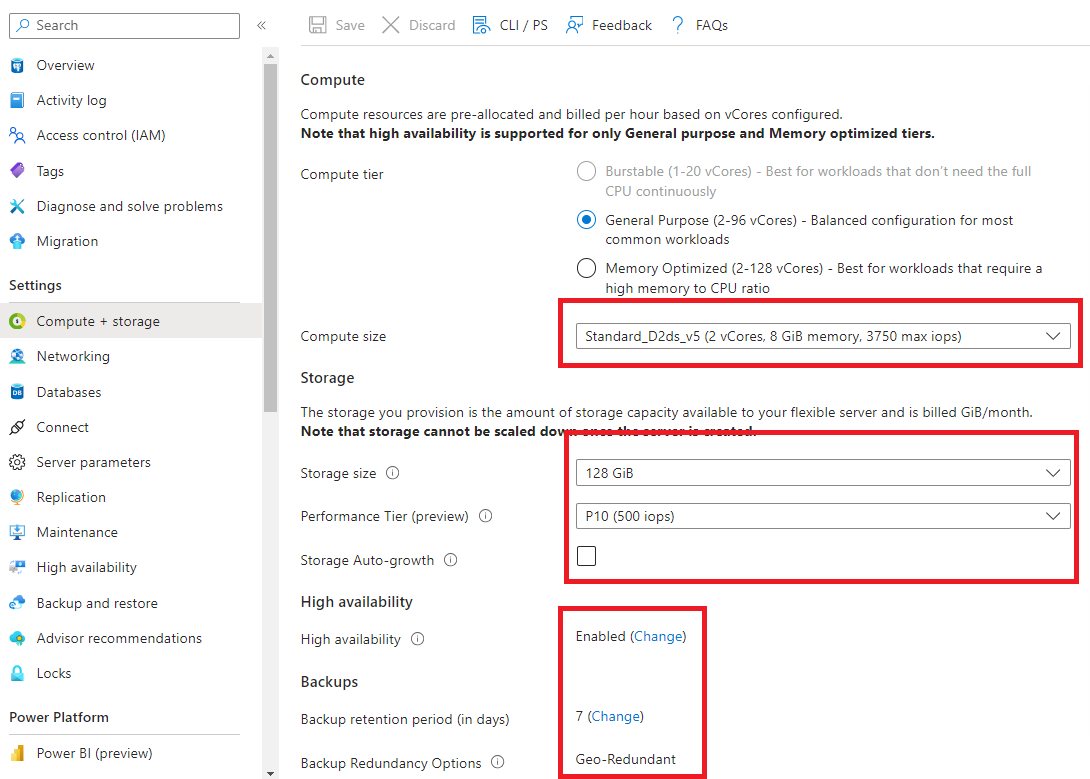 Search
«
Save
Discard
CLI / PS
Feedback
FAQs
Overview
Activity log
Access control (IAM)
Tags
Diagnose and solve problems
Migration
Settings
Compute + storage
Networking
Databases
Connect
Server parameters
Replication
Maintenance
High availability
Backup and restore
Advisor recommendations
Locks
Power Platform
Power BI (preview)
Compute
Compute resources are pre-allocated and billed per hour based on vCores configured.
Note that high availability is supported for only General purpose and Memory optimized tiers.
Compute tier
Burstable (1-20 vCores) - Best for workloads that don’t need the full
CPU continuously
General Purpose (2-96 vCores) - Balanced configuration for most
common workloads
Memory Optimized (2-128 vCores) - Best for workloads that require a
high memory to CPU ratio
Compute size
Standard_D2ds_v5 (2 vCores, 8 GiB memory, 3750 max iops)
Storage
The storage you provision is the amount of storage capacity available to your flexible server and is billed GiB/month.
Note that storage cannot be scaled down once the server is created.
Storage size
128 GiB
Performance Tier (preview)
P10 (500 iops)
Storage Auto-growth
High availability
High availability
Enabled (Change)
Backups
Backup retention period (in days)
7 (Change)
Backup Redundancy Options
Geo-Redundant